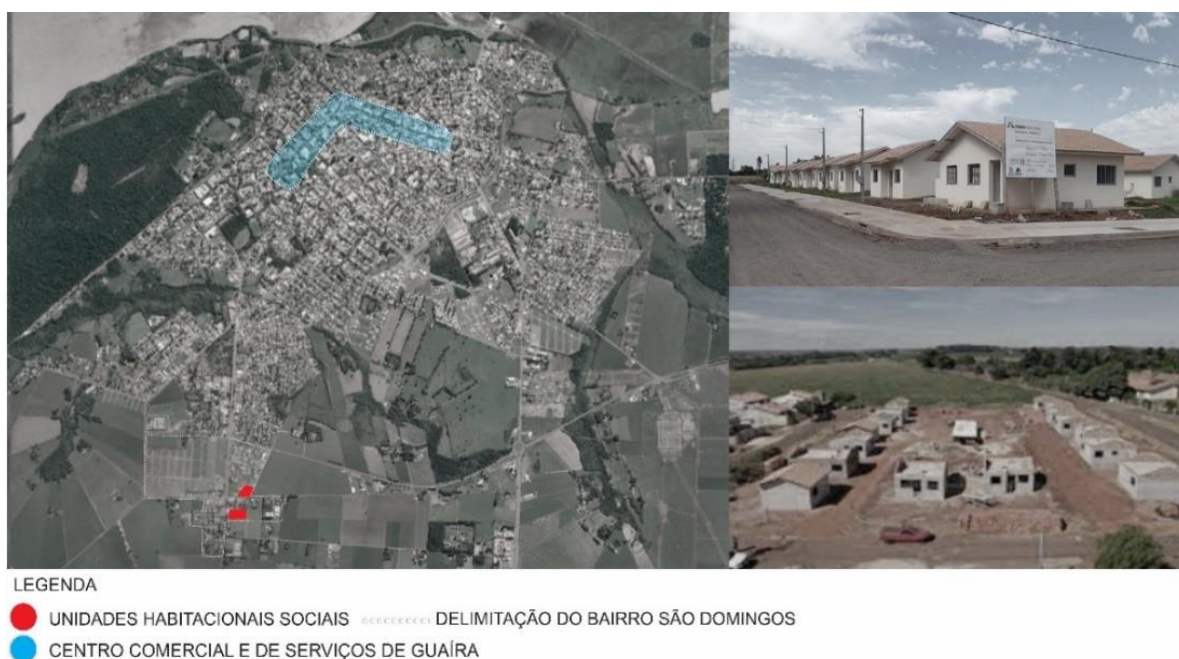 LEGENDA
UNIDADES HABITACIONAIS SOCIAIS DELIMITAÇÃO DO BAIRRO SÃO DOMINGOS
CENTRO COMERCIAL E DE SERVIÇOS DE GUAÍRA